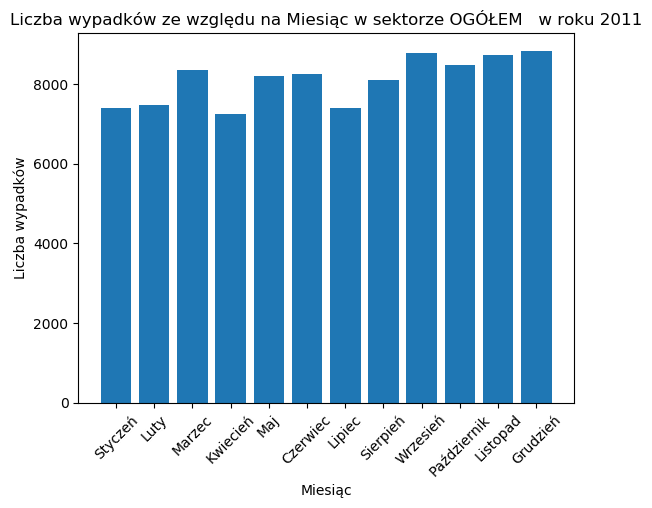 Liczba wypadków ze względu na Miesiąc w sektorze OGÓŁEM   w roku 2011
Liczba wypadków
8000
6000
4000
2000
0
Styczeń
Luty
Marzec
Kwiecień
Maj
Czerwiec
Lipiec
Sierpień
Wrzesień
Październik
Listopad
Grudzień
Miesiąc